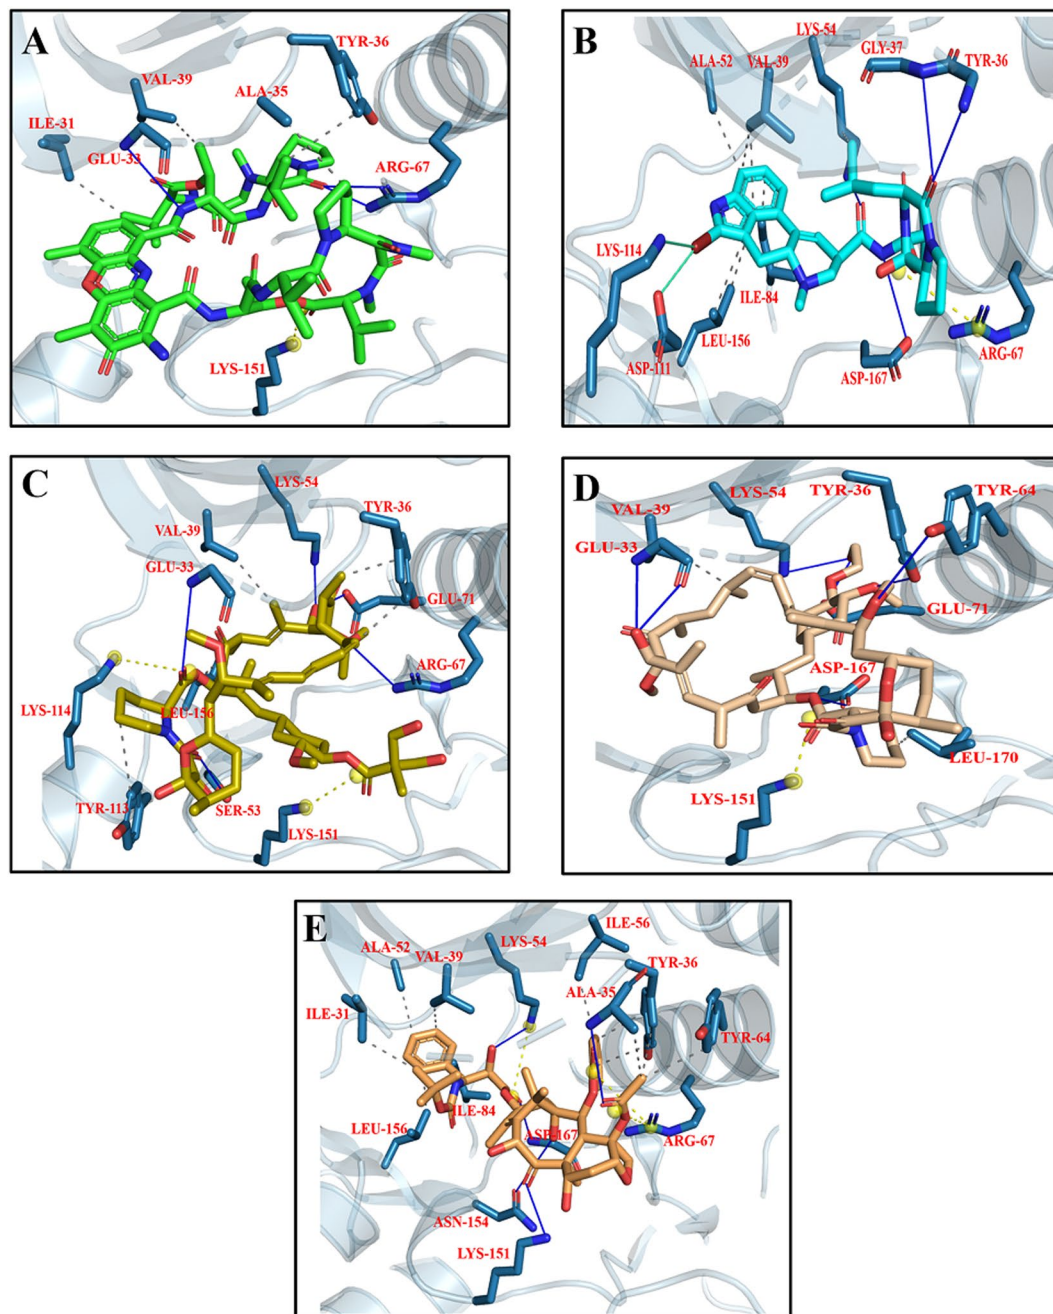 A
TYR-36
VAL-39
ALA-35
ILE-31
GLU-33
ARG-67
LYS-151
B
LYS-54
GLY-37
ALA-52
VAL-39
TYR-36
LYS-114
ILE-84
LEU-156
ASP-111
ARG-67
ASP-167
C
LYS-54
TYR-36
VAL-39
GLU-33
GLU-71
ARG-67
LYS-114
LEU-156
TYR-113
SER-53
LYS-151
D
LYS-54
TYR-36
TYR-64
VAL-39
GLU-33
GLU-71
ASP-167
LEU-170
LYS-151
E
ILE-56
ALA-52
LYS-54
VAL-39
TYR-36
ALA-35
ILE-31
TYR-64
ILE-84
LEU-156
ASP-167
ARG-67
ASN-154
LYS-151